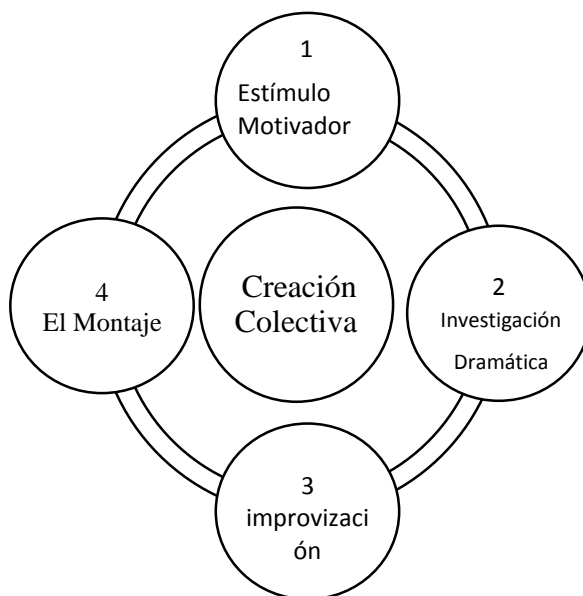 1
Estímulo
Motivador
2
Investigación
Dramática
3
improvizaci
ón
4
El Montaje
Creación
Colectiva